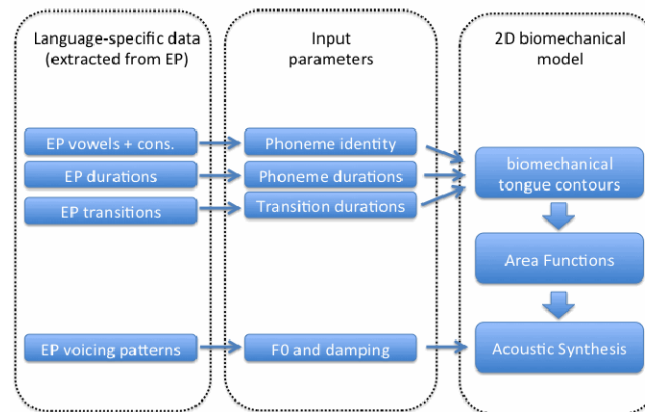 Language-specific data
(extracted from EP)
Input
parameters
2D biomechanical
model
EP vowels + cons.
Phoneme identity
EP durations
Phoneme durations
EP transitions
Transition durations
biomechanical
tongue contours
Area Functions
EP voicing patterns
F0 and damping
Acoustic Synthesis